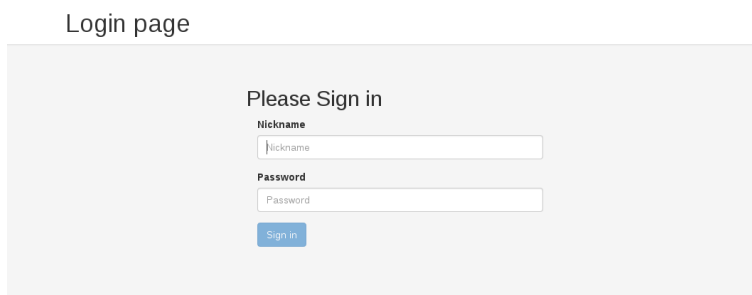 Login page
Please Sign in
Nickname
Nickname
Password
Password
Sign in